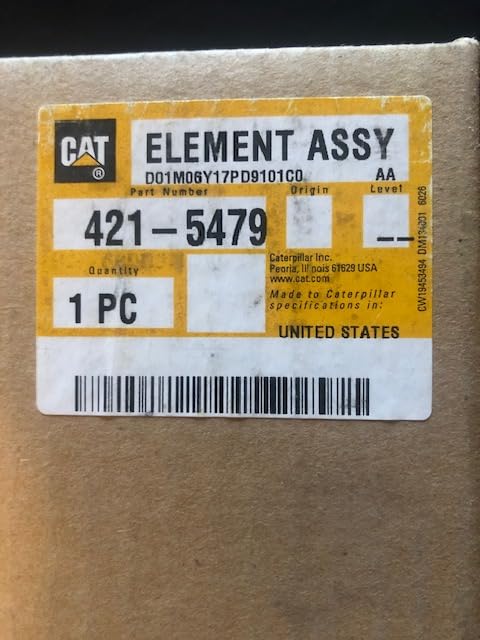 CAT
®
ELEMENT ASSY
D01M06Y17PD9101C0 AA
Part Number Origin Level
421-5479 --
Quantity
1 PC
Caterpillar Inc.
Peoria, Illinois 61629 USA
www.cat.com
Made to Caterpillar
specifications in:
UNITED STATES
6026